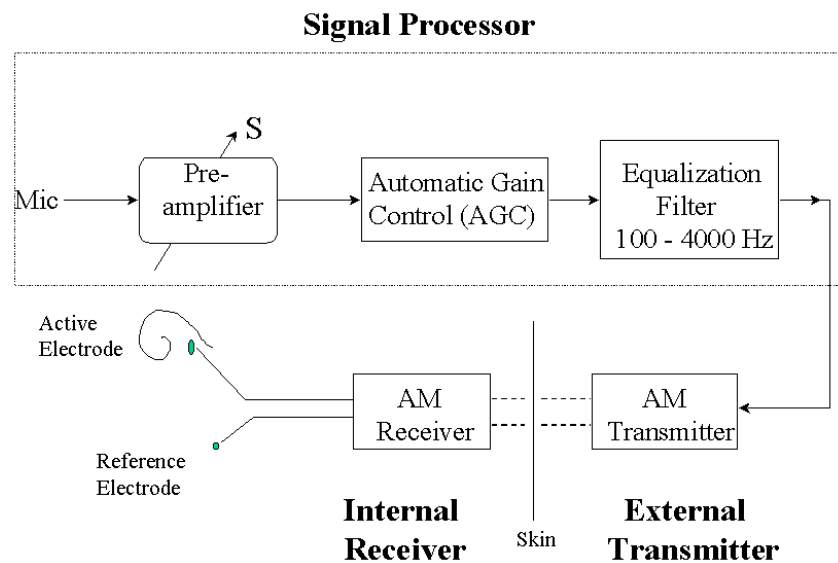 Signal Processor
S
Mic
Pre-
amplifier
Automatic Gain
Control (AGC)
Equalization
Filter
100 - 4000 Hz
Active
Electrode
AM
Receiver
AM
Transmitter
Reference
Electrode
Internal
Receiver
Skin
External
Transmitter